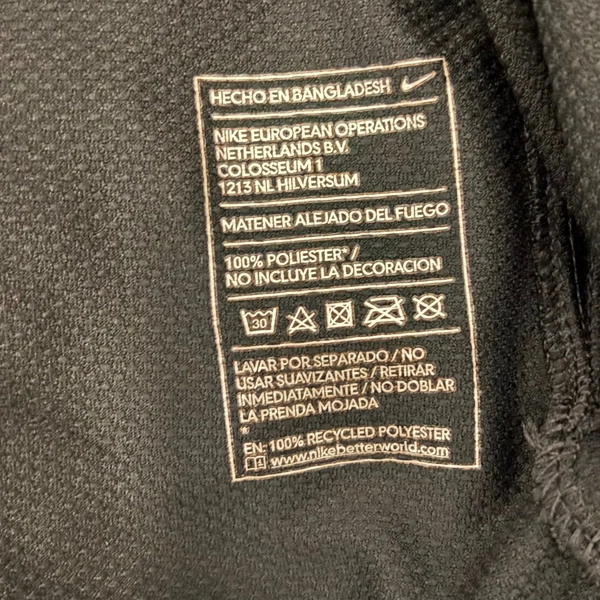 HECHO EN BANGLADESH
NIKE EUROPEAN OPERATIONS
NETHERLANDS B.V.
COLOSSEUM 1
1213 NL HILVERSUM
MATENER ALEJADO DEL FUEGO
100% POLIESTER*/
NO INCLUYE LA DECORACION
30
LAVAR POR SEPARADO / NO
USAR SUAVIZANTES / RETIRAR
INMEDIATAMENTE / NO DOBLAR
LA PRENDA MOJADA
*
EN: 100% RECYCLED POLYESTER
www.nikebetterworld.com